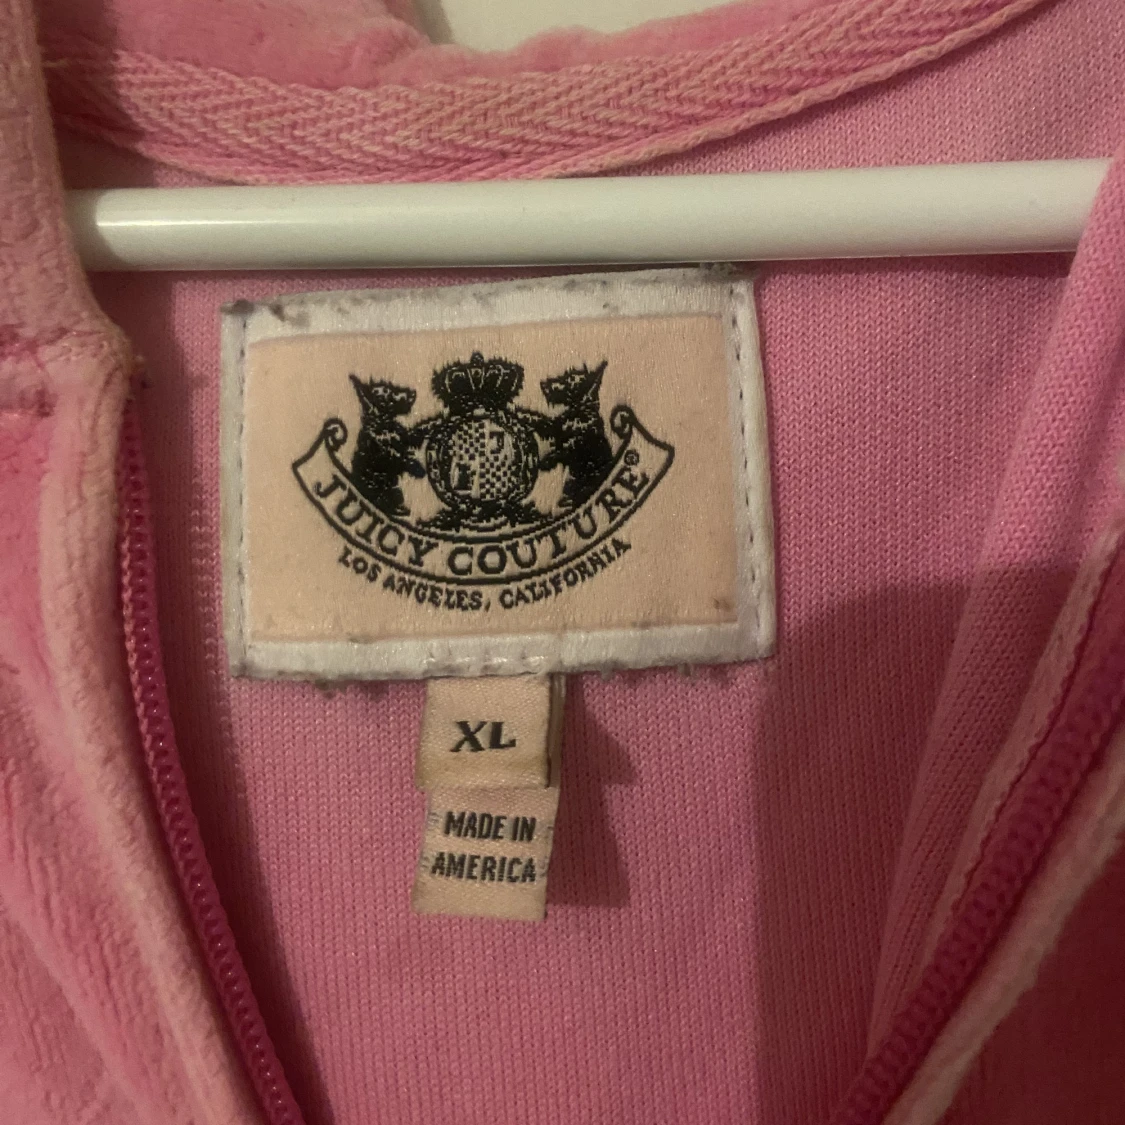 JUICY COUTURE®
LOS ANGELES, CALIFORNIA
XL
MADE IN
AMERICA